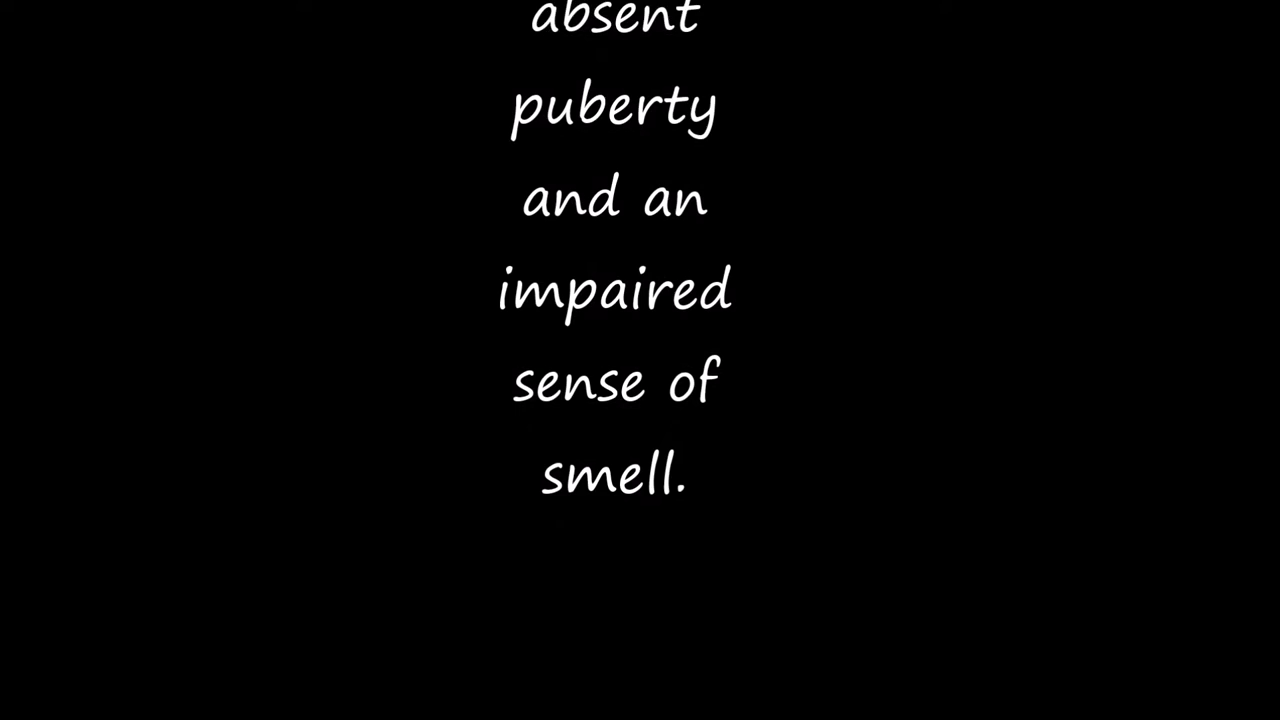 absent
puberty
and an
impaired
sense of
smell.